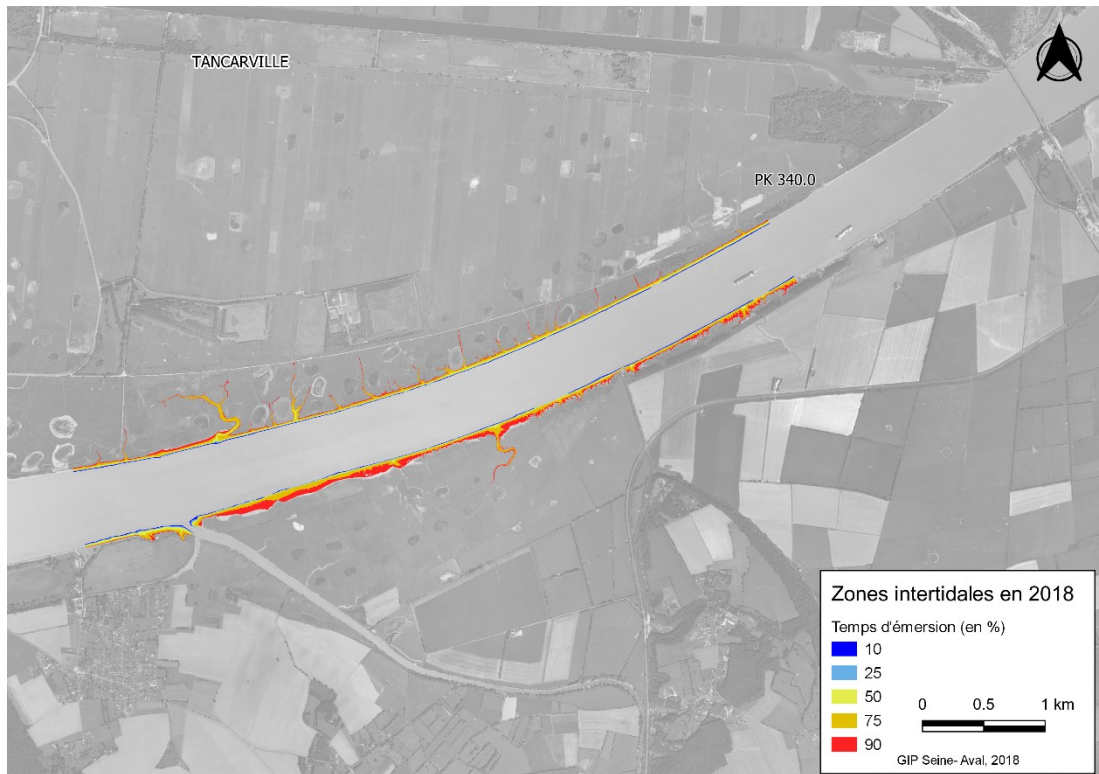 TANCARVILLE
PK 340.0
Zones intertidales en 2018
Temps d'émersion (en %)
10
25
50
75
90
0 0.5 1 km
GIP Seine- Aval, 2018